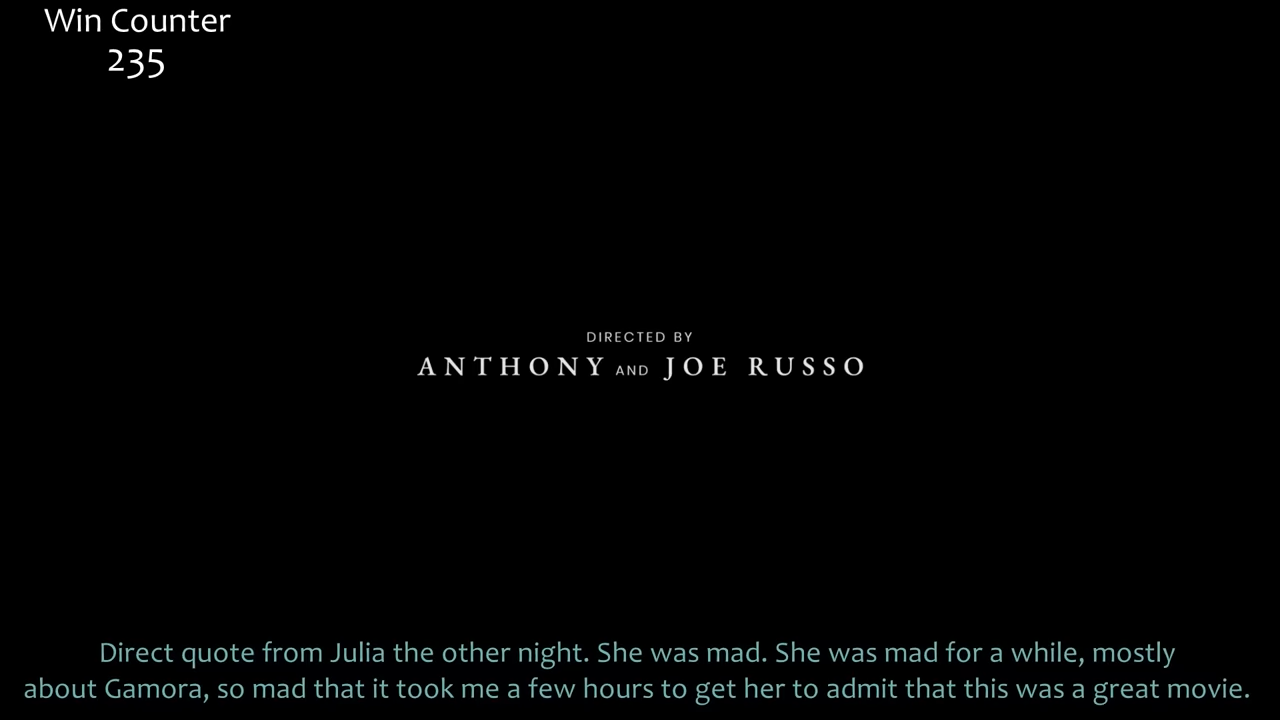 Win Counter
235
DIRECTED BY
ANTHONY AND JOE RUSSO
Direct quote from Julia the other night. She was mad. She was mad for a while, mostly
about Gamora, so mad that it took me a few hours to get her to admit that this was a great movie.